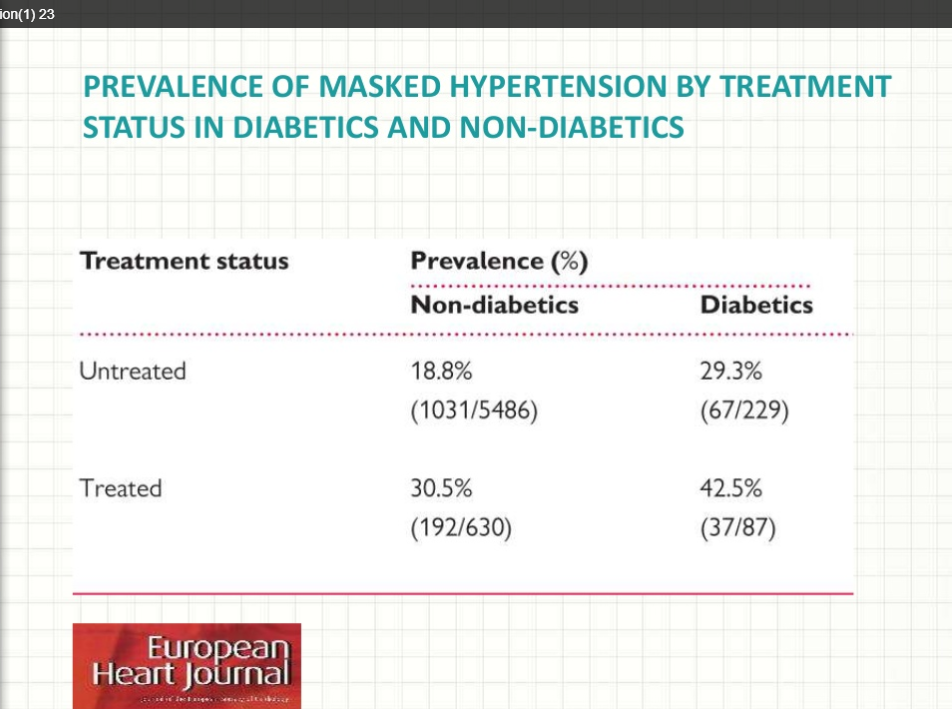 ion(1) 23
PREVALENCE OF MASKED HYPERTENSION BY TREATMENT
STATUS IN DIABETICS AND NON-DIABETICS
Treatment status Prevalence (%)
Non-diabetics Diabetics
Untreated 18.8% 29.3%
(1031/5486) (67/229)
Treated 30.5% 42.5%
(192/630) (37/87)
European
Heart Journal